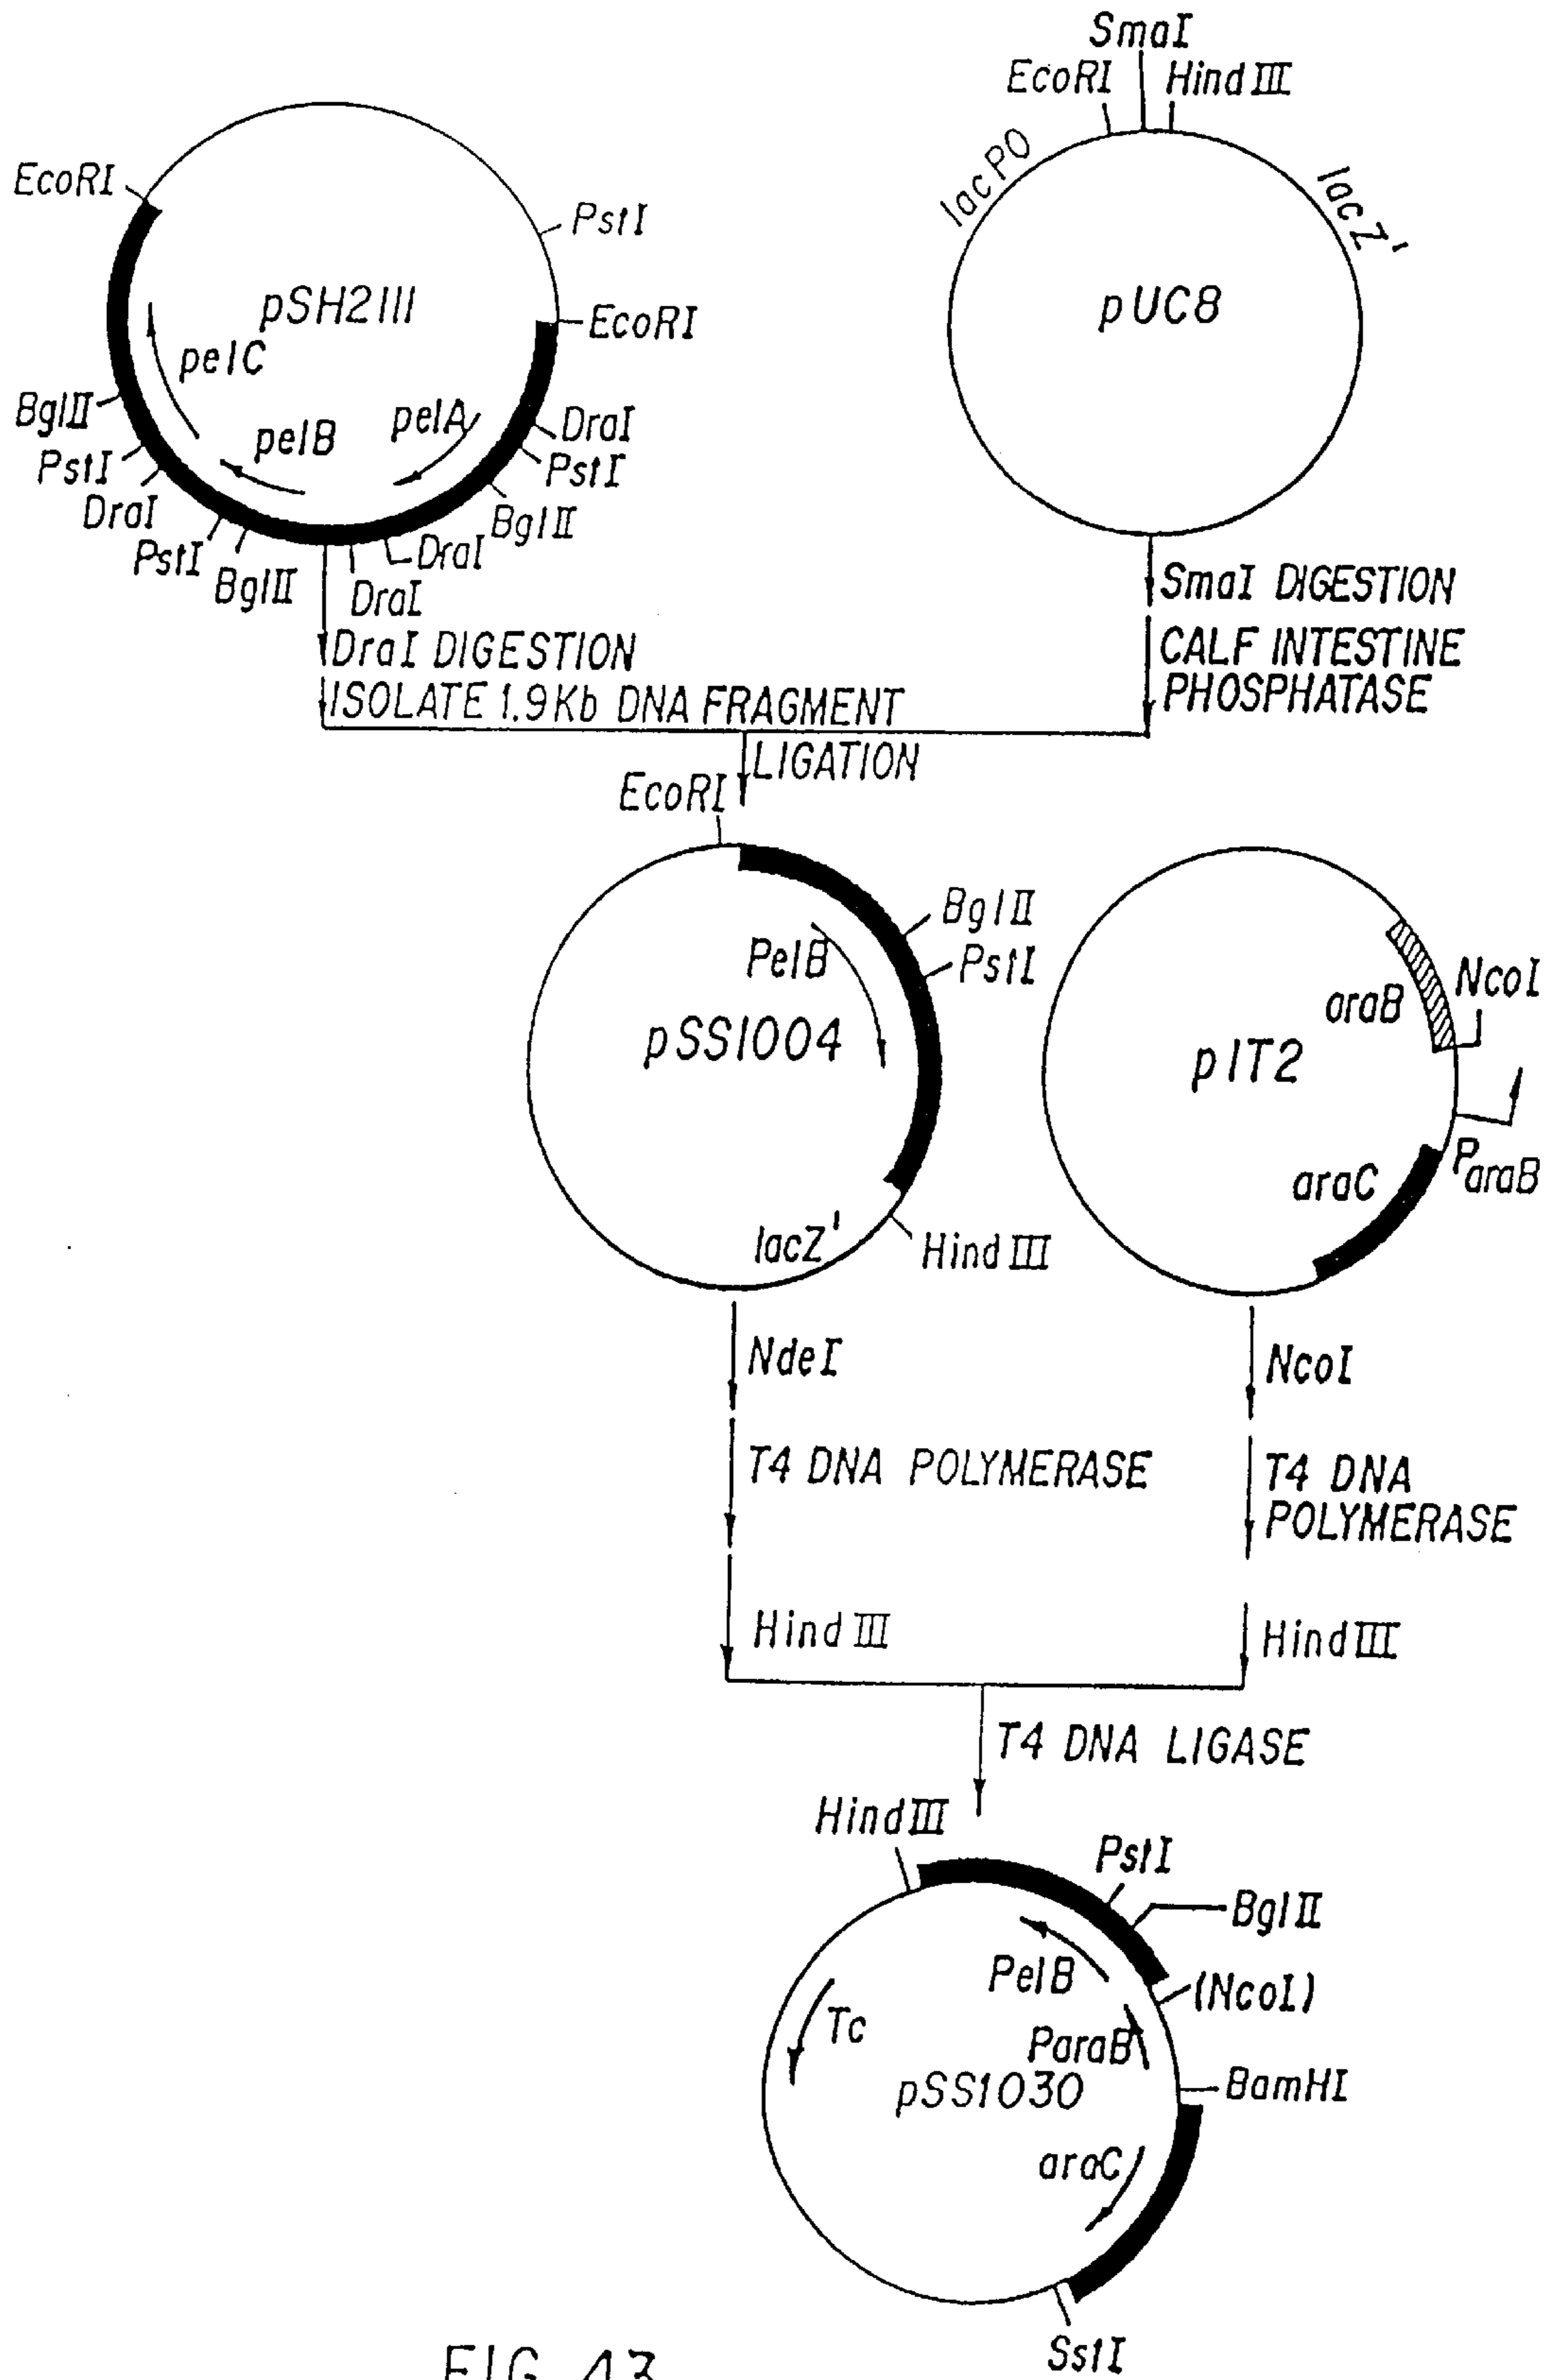 SmaI
EcoRI
HindIII
lacPO
lacZ'
pUC8
EcoRI
PstI
pSH2111
EcoRI
pelC
pelB
pelA
BglII
PstI
DraI
PstI
BglII
DraI
DraI
BglII
PstI
DraI
DraI DIGESTION
ISOLATE 1.9Kb DNA FRAGMENT
SmaI DIGESTION
CALF INTESTINE
PHOSPHATASE
LIGATION
EcoRI
BglII
PstI
PelB
pSS1004
lacZ'
HindIII
araB
NcoI
pIT2
ParaB
araC
NdeI
T4 DNA POLYMERASE
HindIII
NcoI
T4 DNA
POLYMERASE
HindIII
T4 DNA LIGASE
HindIII
PstI
BglII
PelB
(NcoI)
Tc
ParaB
pSS1030
BamHI
araC
SstI
FIG. 43